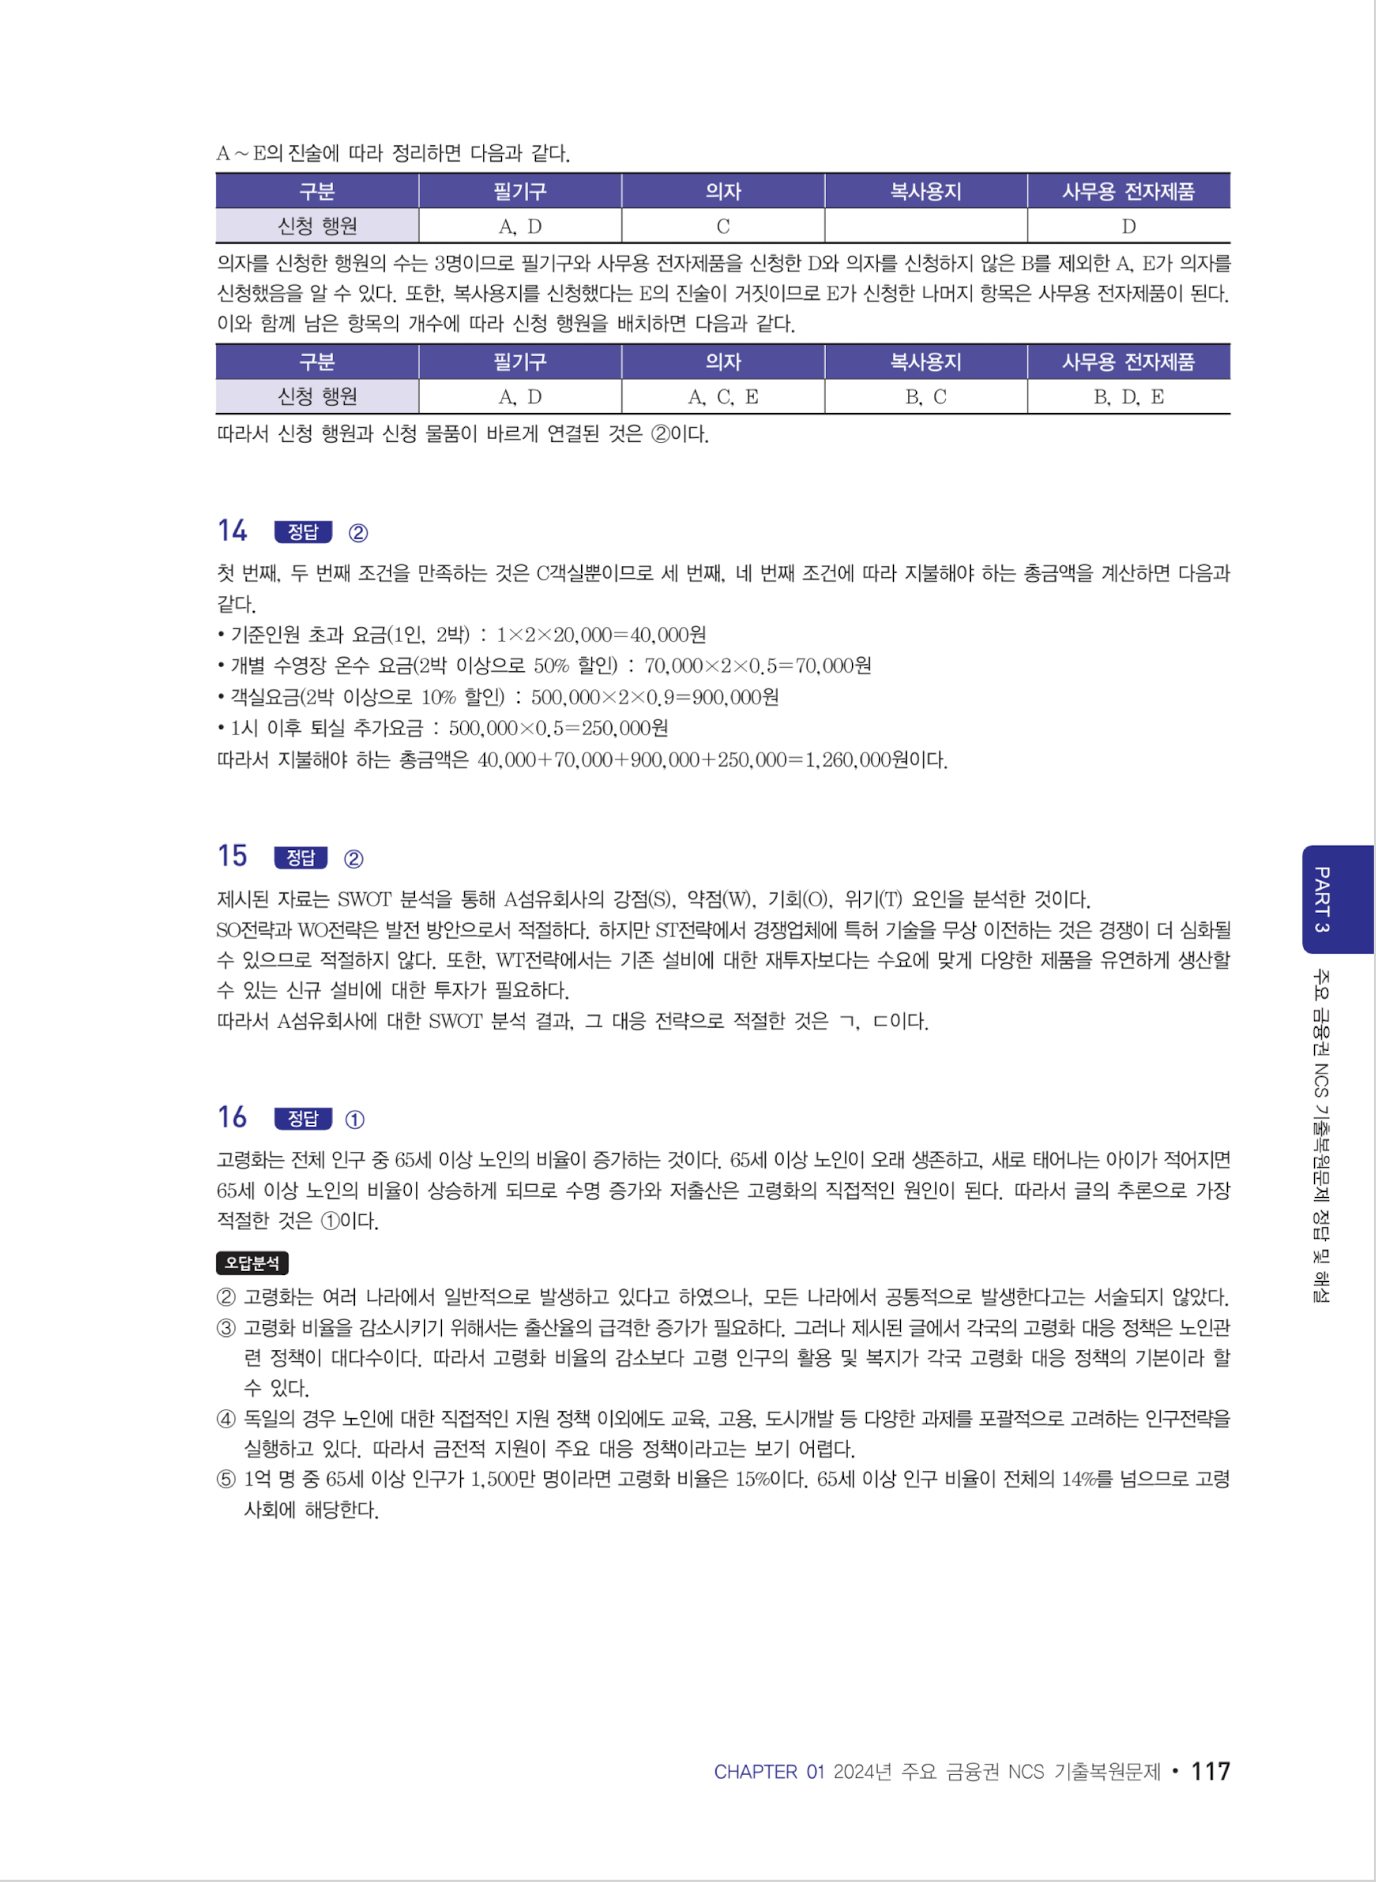 A～E의 진술에 따라 정리하면 다음과 같다.
구분 필기구 의자 복사용지 사무용 전자제품
신청 행원 A, D C D
의자를 신청한 행원의 수는 3명이므로 필기구와 사무용 전자제품을 신청한 D와 의자를 신청하지 않은 B를 제외한 A, E가 의자를
신청했음을 알 수 있다. 또한, 복사용지를 신청했다는 E의 진술이 거짓이므로 E가 신청한 나머지 항목은 사무용 전자제품이 된다.
이와 함께 남은 항목의 개수에 따라 신청 행원을 배치하면 다음과 같다.
구분 필기구 의자 복사용지 사무용 전자제품
신청 행원 A, D A, C, E B, C B, D, E
따라서 신청 행원과 신청 물품이 바르게 연결된 것은 ②이다.
14 정답 ②
첫 번째, 두 번째 조건을 만족하는 것은 C객실뿐이므로 세 번째, 네 번째 조건에 따라 지불해야 하는 총금액을 계산하면 다음과
같다.
• 기준인원 초과 요금(1인, 2박) : 1×2×20,000=40,000원
• 개별 수영장 온수 요금(2박 이상으로 50% 할인) : 70,000×2×0.5=70,000원
• 객실요금(2박 이상으로 10% 할인) : 500,000×2×0.9=900,000원
• 1시 이후 퇴실 추가요금 : 500,000×0.5=250,000원
따라서 지불해야 하는 총금액은 40,000+70,000+900,000+250,000=1,260,000원이다.
15 정답 ②
제시된 자료는 SWOT 분석을 통해 A섬유회사의 강점(S), 약점(W), 기회(O), 위기(T) 요인을 분석한 것이다.
SO전략과 WO전략은 발전 방안으로서 적절하다. 하지만 ST전략에서 경쟁업체에 특허 기술을 무상 이전하는 것은 경쟁이 더 심화될
수 있으므로 적절하지 않다. 또한, WT전략에서는 기존 설비에 대한 재투자보다는 수요에 맞게 다양한 제품을 유연하게 생산할
수 있는 신규 설비에 대한 투자가 필요하다.
따라서 A섬유회사에 대한 SWOT 분석 결과, 그 대응 전략으로 적절한 것은 ㄱ, ㄷ이다.
16 정답 ①
고령화는 전체 인구 중 65세 이상 노인의 비율이 증가하는 것이다. 65세 이상 노인이 오래 생존하고, 새로 태어나는 아이가 적어지면
65세 이상 노인의 비율이 상승하게 되므로 수명 증가와 저출산은 고령화의 직접적인 원인이 된다. 따라서 글의 추론으로 가장
적절한 것은 ①이다.
오답분석
② 고령화는 여러 나라에서 일반적으로 발생하고 있다고 하였으나, 모든 나라에서 공통적으로 발생한다고는 서술되지 않았다.
③ 고령화 비율을 감소시키기 위해서는 출산율의 급격한 증가가 필요하다. 그러나 제시된 글에서 각국의 고령화 대응 정책은 노인관
련 정책이 대다수이다. 따라서 고령화 비율의 감소보다 고령 인구의 활용 및 복지가 각국 고령화 대응 정책의 기본이라 할
수 있다.
④ 독일의 경우 노인에 대한 직접적인 지원 정책 이외에도 교육, 고용, 도시개발 등 다양한 과제를 포괄적으로 고려하는 인구전략을
실행하고 있다. 따라서 금전적 지원이 주요 대응 정책이라고는 보기 어렵다.
⑤ 1억 명 중 65세 이상 인구가 1,500만 명이라면 고령화 비율은 15%이다. 65세 이상 인구 비율이 전체의 14%를 넘으므로 고령
사회에 해당한다.
PART 3
주요 금융권 NCS 기출복원문제 정답 및 해설
CHAPTER 01 2024년 주요 금융권 NCS 기출복원문제 • 117